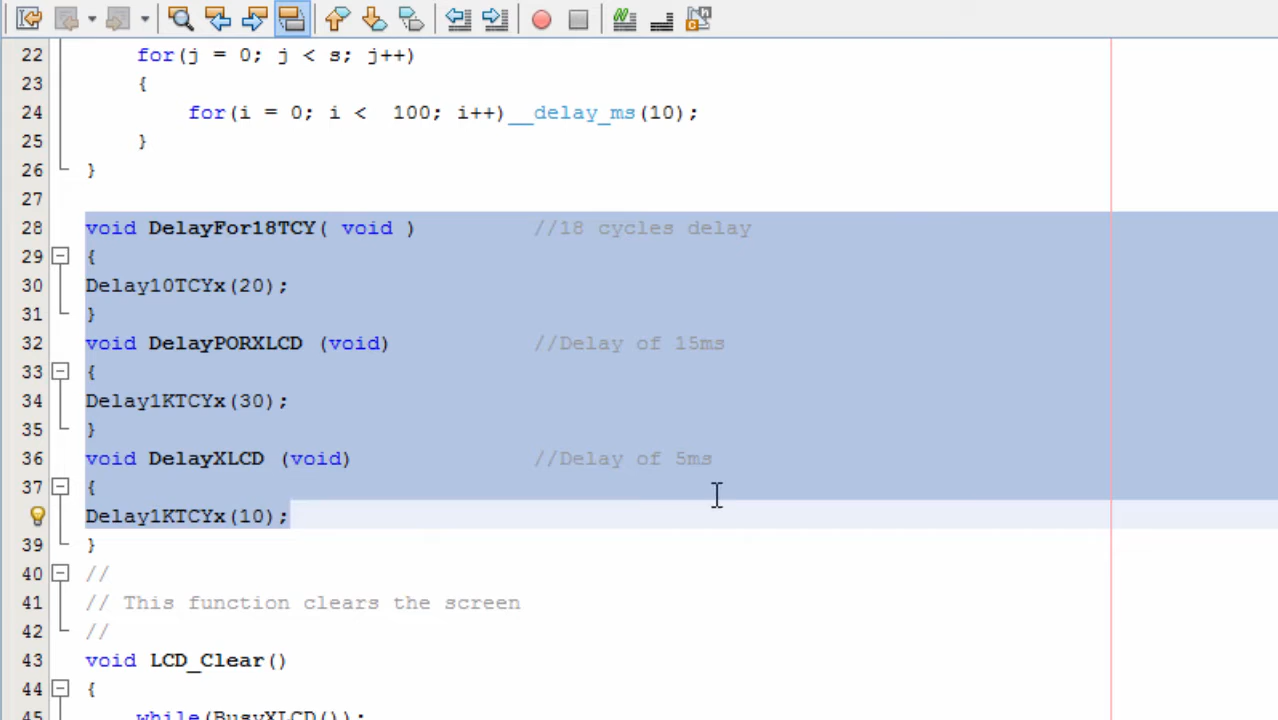 22 for(j = 0; j < s; j++)
23 {
24 for(i = 0; i <  100; i++)__delay_ms(10);
25 }
26 }
27
28 void DelayFor18TCY( void ) //18 cycles delay
29 {
30 Delay10TCYx(20);
31 }
32 void DelayPORXLCD (void) //Delay of 15ms
33 {
34 Delay1KTCYx(30);
35 }
36 void DelayXLCD (void) //Delay of 5ms
37 {
Delay1KTCYx(10);
39 }
40 //
41 // This function clears the screen
42 //
43 void LCD_Clear()
44 {
45 while(BusyXLCD());